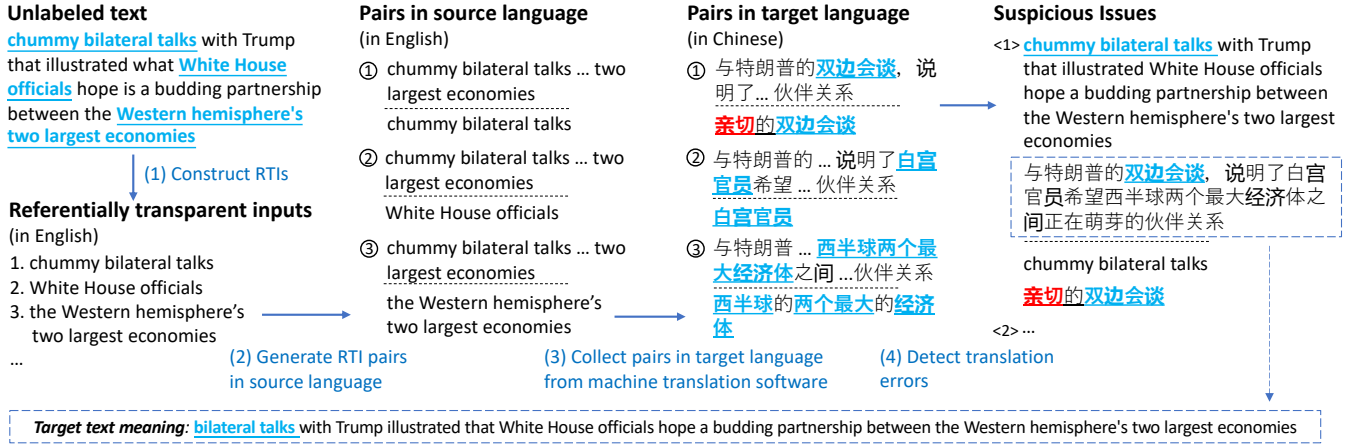 Unlabeled text
chummy bilateral talks with Trump
that illustrated what White House
officials hope is a budding partnership
between the Western hemisphere's
two largest economies
(1) Construct RTIs
Referentially transparent inputs
(in English)
1. chummy bilateral talks
2. White House officials
3. the Western hemisphere's
two largest economies
...
Pairs in source language
(in English)
① chummy bilateral talks ... two
largest economies
chummy bilateral talks
② chummy bilateral talks ... two
largest economies
White House officials
③ chummy bilateral talks ... two
largest economies
the Western hemisphere's
two largest economies
(2) Generate RTI pairs
in source language
Pairs in target language
(in Chinese)
① 与特朗普的双边会谈，说
明了... 伙伴关系
亲切的双边会谈
② 与特朗普的 ... 说明了白宫
官员希望 ... 伙伴关系
白宫官员
③ 与特朗普 ... 西半球两个最
大经济体之间 ...伙伴关系
西半球的两个最大的经济
体
(3) Collect pairs in target language
from machine translation software
Suspicious Issues
<1> chummy bilateral talks with Trump
that illustrated White House officials
hope a budding partnership between
the Western hemisphere's two largest
economies
与特朗普的双边会谈，说明了白宫
官员希望西半球两个最大经济体之
间正在萌芽的伙伴关系
chummy bilateral talks
亲切的双边会谈
<2> ...
(4) Detect translation
errors
Target text meaning: bilateral talks with Trump illustrated that White House officials hope a budding partnership between the Western hemisphere's two largest economies